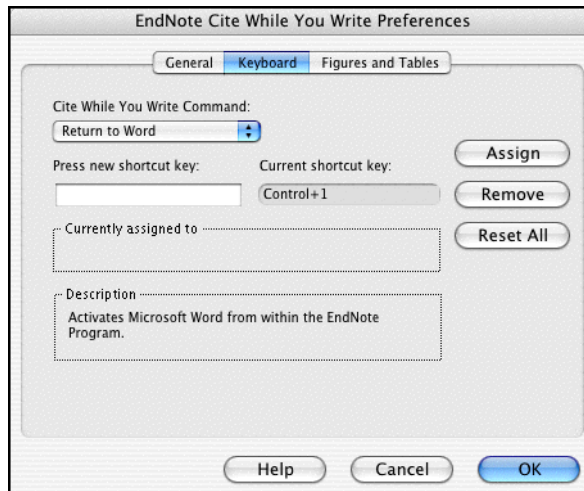 EndNote Cite While You Write Preferences
General Keyboard Figures and Tables
Cite While You Write Command:
Return to Word
Press new shortcut key: Current shortcut key:
Control+1
Assign
Remove
Reset All
Currently assigned to
Description
Activates Microsoft Word from within the EndNote
Program.
Help Cancel OK